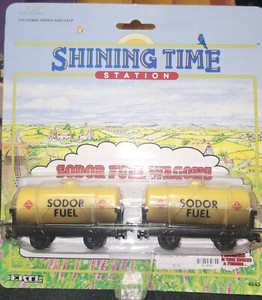 SHINING TIME
STATION
SODOR FUEL WAGONS
SODOR
FUEL
SODOR
FUEL
ERTL